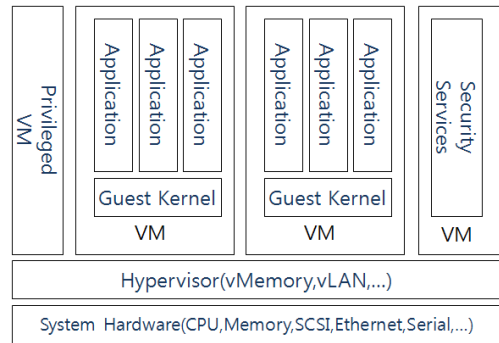 Privileged
VM
Application
Application
Application
Guest Kernel
VM
Application
Application
Application
Guest Kernel
VM
Security
Services
VM
Hypervisor(vMemory,vLAN,...)
System Hardware(CPU,Memory,SCSI,Ethernet,Serial,...)